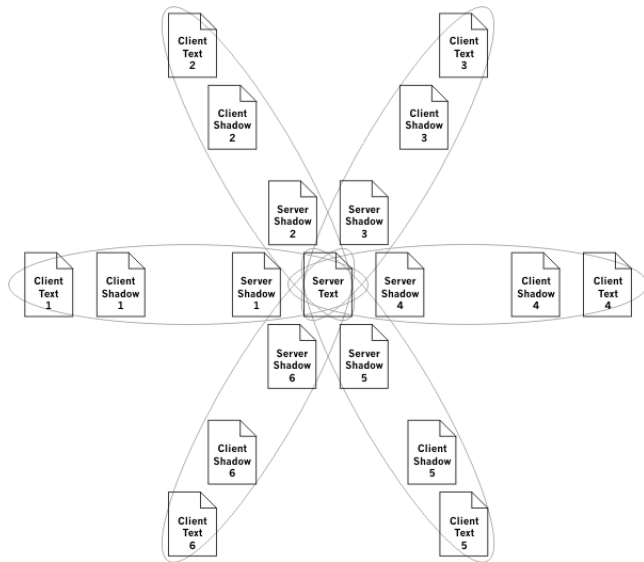 Client
Text
2
Client
Text
3
Client
Shadow
2
Client
Shadow
3
Server
Shadow
2
Server
Shadow
3
Client
Text
1
Client
Shadow
1
Server
Shadow
1
Server
Text
Server
Shadow
4
Client
Shadow
4
Client
Text
4
Server
Shadow
6
Server
Shadow
5
Client
Shadow
6
Client
Shadow
5
Client
Text
6
Client
Text
5